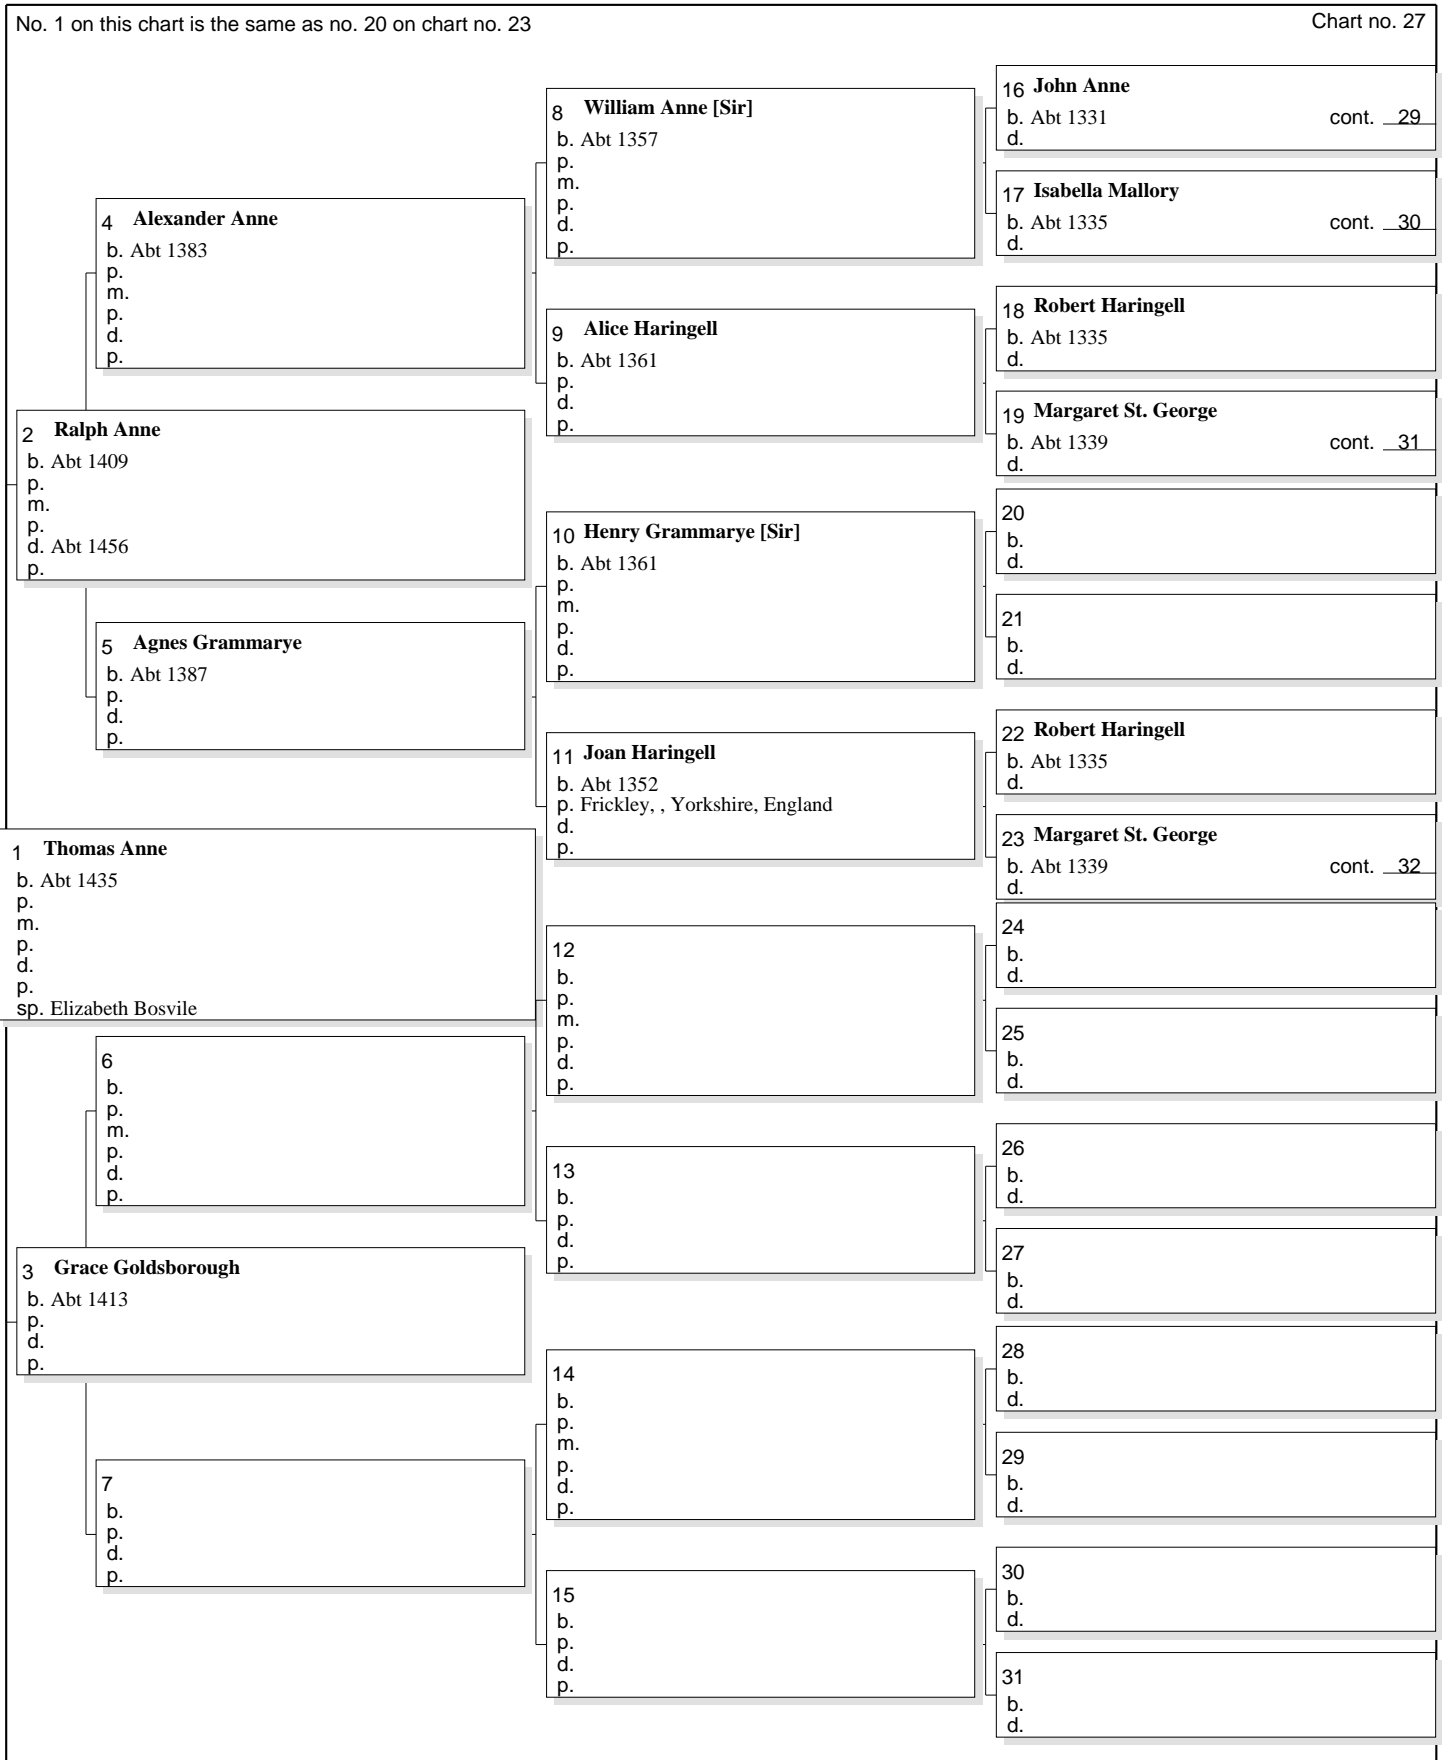 No. 1 on this chart is the same as no. 20 on chart no. 23
Chart no. 27
1 Thomas Anne
b. Abt 1435
p.
m.
p.
d.
p.
sp. Elizabeth Bosvile
2 Ralph Anne
b. Abt 1409
p.
m.
p.
d. Abt 1456
p.
3 Grace Goldsborough
b. Abt 1413
p.
d.
p.
4 Alexander Anne
b. Abt 1383
p.
m.
p.
d.
p.
5 Agnes Grammarye
b. Abt 1387
p.
d.
p.
6
b.
p.
m.
p.
d.
p.
7
b.
p.
d.
p.
8 William Anne [Sir]
b. Abt 1357
p.
m.
p.
d.
p.
9 Alice Haringell
b. Abt 1361
p.
d.
p.
10 Henry Grammarye [Sir]
b. Abt 1361
p.
m.
p.
d.
p.
11 Joan Haringell
b. Abt 1352
p. Frickley, , Yorkshire, England
d.
p.
12
b.
p.
m.
p.
d.
p.
13
b.
p.
d.
p.
14
b.
p.
m.
p.
d.
p.
15
b.
p.
d.
p.
16 John Anne
b. Abt 1331 cont. 29
d.
17 Isabella Mallory
b. Abt 1335 cont. 30
d.
18 Robert Haringell
b. Abt 1335
d.
19 Margaret St. George
b. Abt 1339 cont. 31
d.
20
b.
d.
21
b.
d.
22 Robert Haringell
b. Abt 1335
d.
23 Margaret St. George
b. Abt 1339 cont. 32
d.
24
b.
d.
25
b.
d.
26
b.
d.
27
b.
d.
28
b.
d.
29
b.
d.
30
b.
d.
31
b.
d.